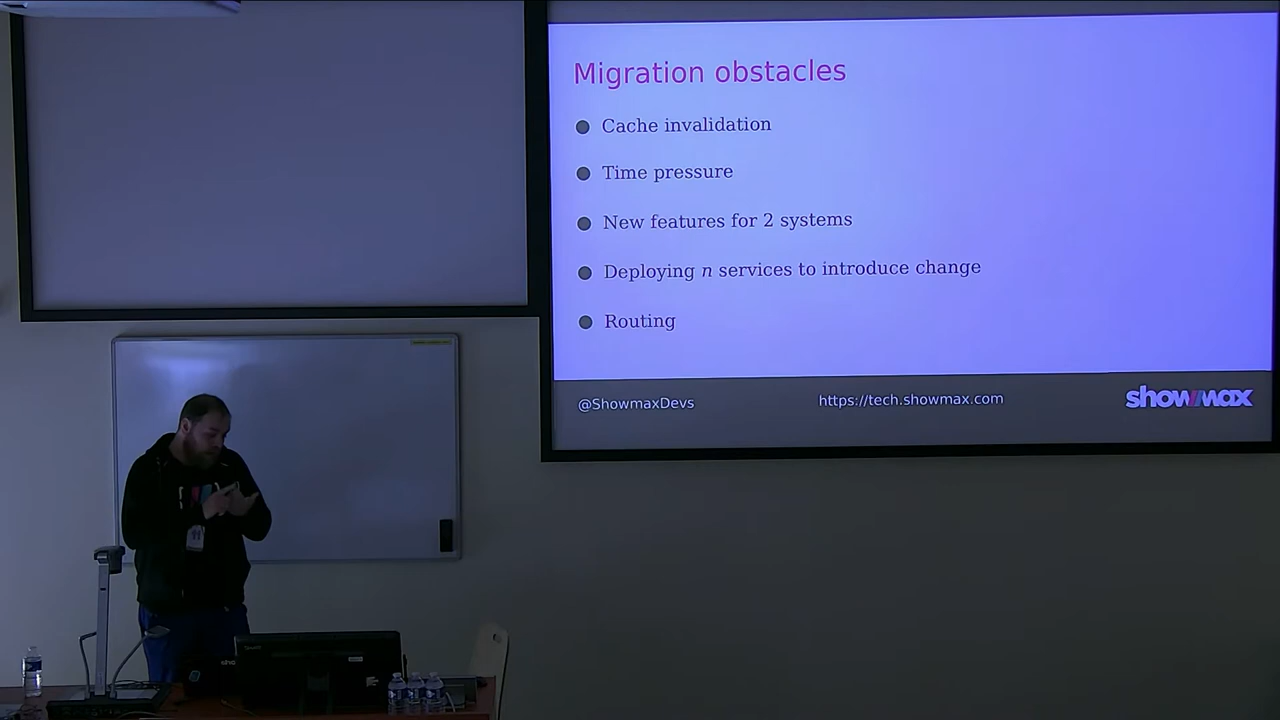 Migration obstacles
Cache invalidation
Time pressure
New features for 2 systems
Deploying n services to introduce change
Routing
@ShowmaxDevs
https://tech.showmax.com
showmax